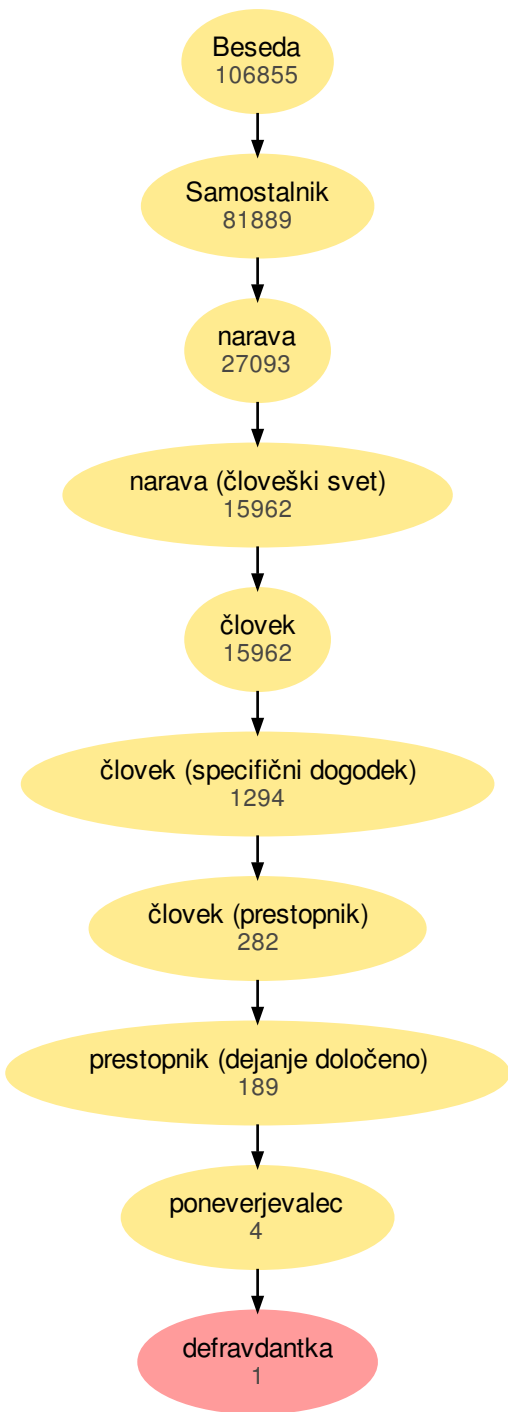 Beseda
106855
Samostalnik
81889
narava
27093
narava (človeški svet)
15962
človek
15962
človek (specifični dogodek)
1294
človek (prestopnik)
282
prestopnik (dejanje določeno)
189
poneverjevalec
4
defravdantka
1